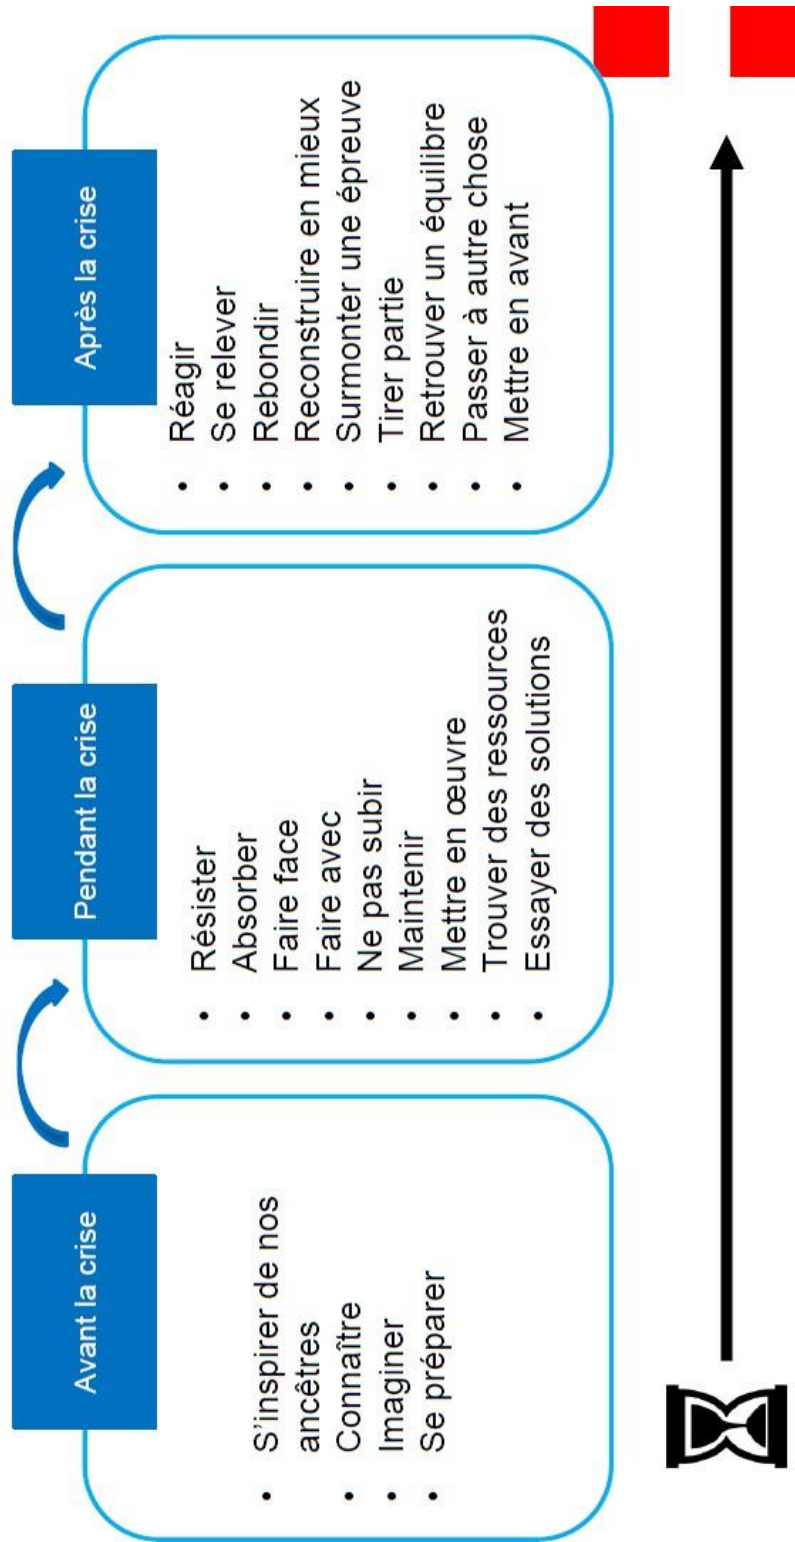 Avant la crise
S'inspirer de nos
ancêtres
Connaître
Imaginer
Se préparer
Pendant la crise
Résister
Absorber
Faire face
Faire avec
Ne pas subir
Maintenir
Mettre en œuvre
Trouver des ressources
Essayer des solutions
Après la crise
Réagir
Se relever
Rebondir
Reconstruire en mieux
Surmonter une épreuve
Tirer partie
Retrouver un équilibre
Passer à autre chose
Mettre en avant